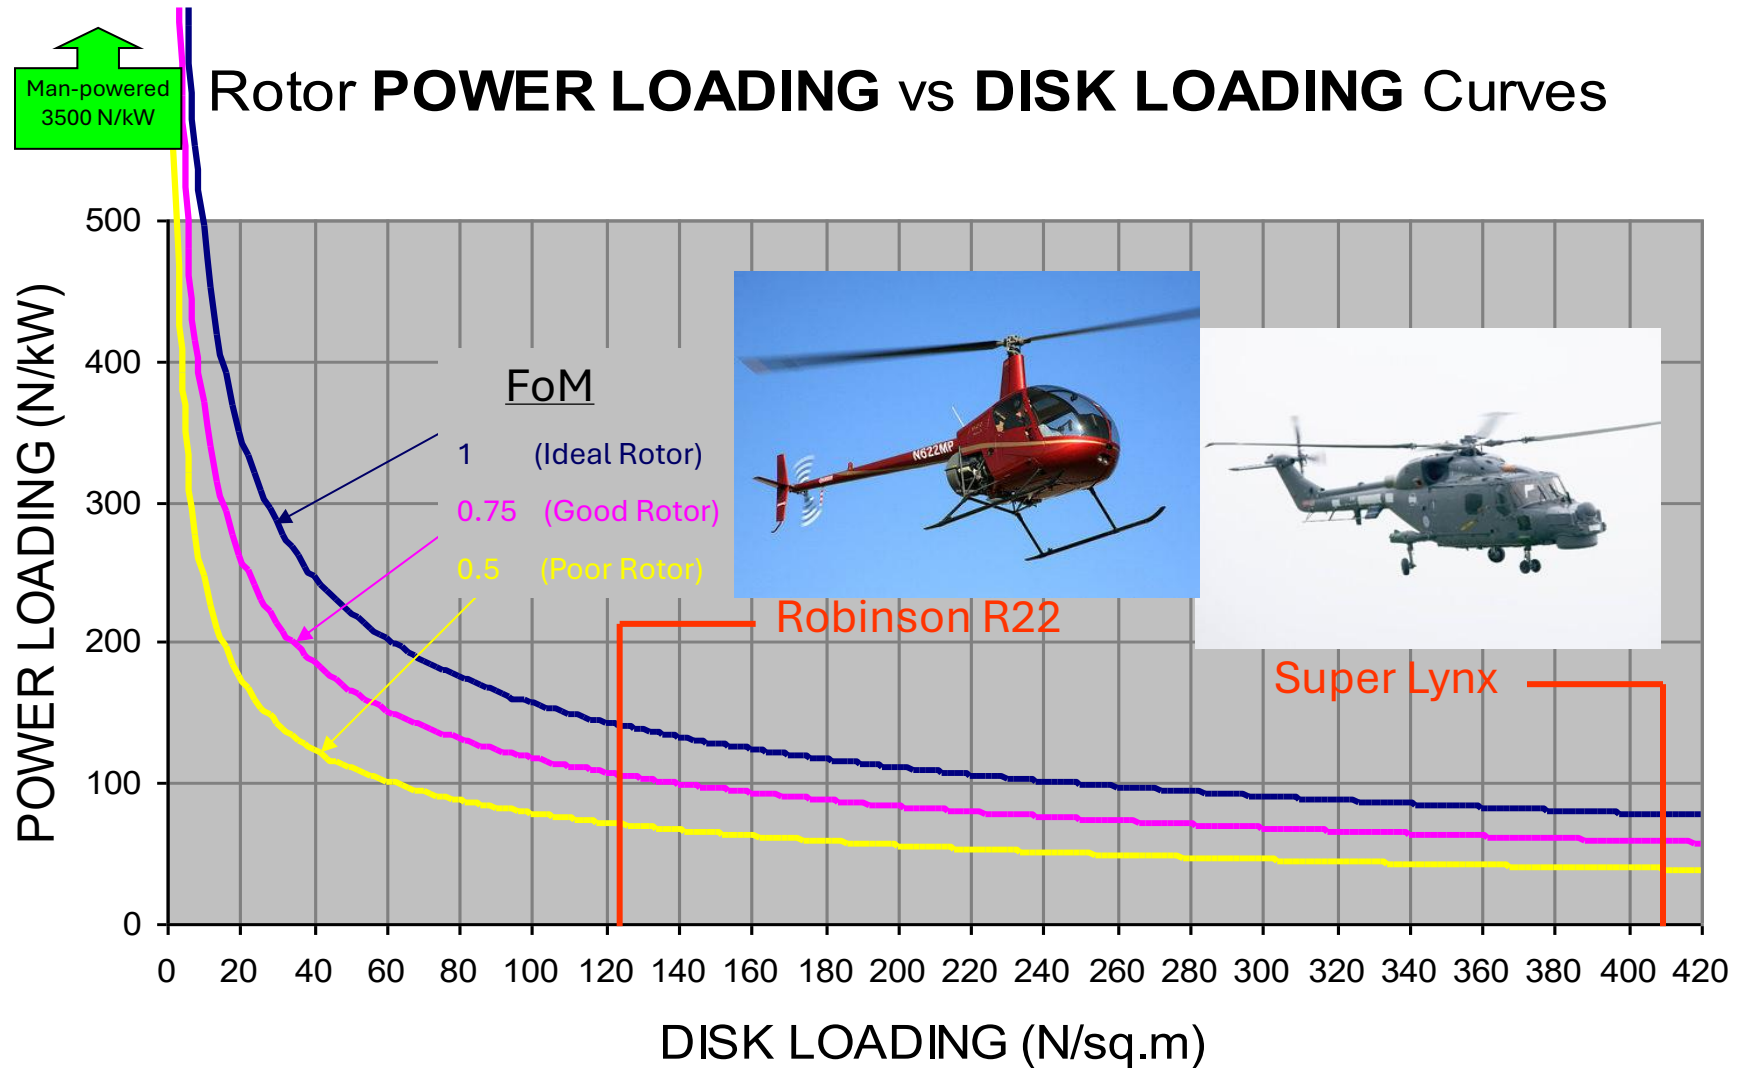 Man-powered
3500 N/kW
Rotor POWER LOADING vs DISK LOADING Curves
POWER LOADING (N/kW)
500
400
300
200
100
0
FoM
1 (Ideal Rotor)
0.75 (Good Rotor)
0.5 (Poor Rotor)
N622MP
Robinson R22
Super Lynx
0 20 40 60 80 100 120 140 160 180 200 220 240 260 280 300 320 340 360 380 400 420
DISK LOADING (N/sq.m)